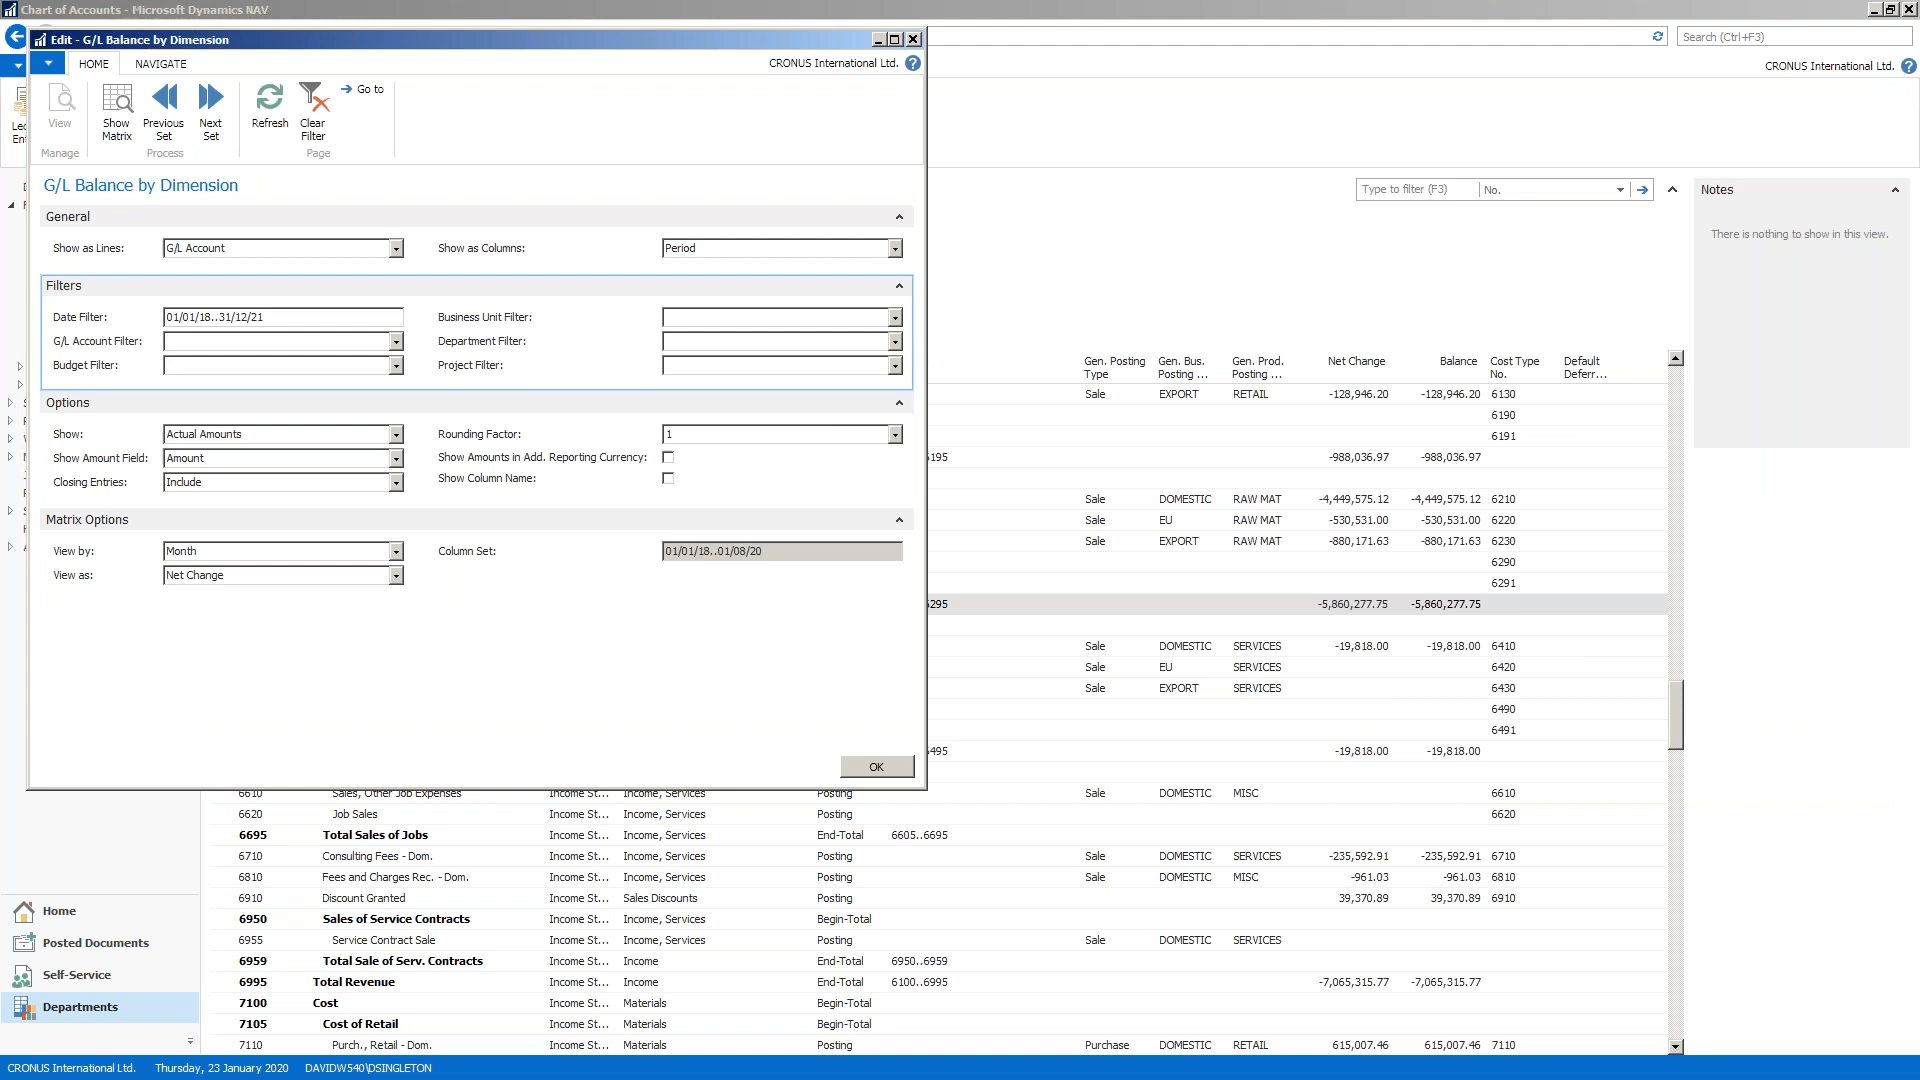 Chart of Accounts - Microsoft Dynamics NAV
Search (Ctrl+F3)
CRONUS International Ltd.
Edit - G/L Balance by Dimension
HOME NAVIGATE CRONUS International Ltd.
View
Show Matrix
Previous Set
Next Set
Refresh
Clear Filter
Go to
Manage Process Page
G/L Balance by Dimension
General
Show as Lines: G/L Account Show as Columns: Period
Filters
Date Filter: 01/01/18..31/12/21 Business Unit Filter:
G/L Account Filter: Department Filter:
Budget Filter: Project Filter:
Options
Show: Actual Amounts Rounding Factor: 1
Show Amount Field: Amount Show Amounts in Add. Reporting Currency:
Closing Entries: Include Show Column Name:
Matrix Options
View by: Month Column Set: 01/01/18..01/08/20
View as: Net Change
OK
Type to filter (F3) No.
Notes
There is nothing to show in this view.
Gen. Posting Type Gen. Bus. Posting ... Gen. Prod. Posting ... Net Change Balance Cost Type No. Default Deferr...
Sale EXPORT RETAIL -128,946.20 -128,946.20 6130
6190
6191
-988,036.97 -988,036.97
Sale DOMESTIC RAW MAT -4,449,575.12 -4,449,575.12 6210
Sale EU RAW MAT -530,531.00 -530,531.00 6220
Sale EXPORT RAW MAT -880,171.63 -880,171.63 6230
6290
6291
-5,860,277.75 -5,860,277.75
Sale DOMESTIC SERVICES -19,818.00 -19,818.00 6410
Sale EU SERVICES 6420
Sale EXPORT SERVICES 6430
6490
6491
-19,818.00 -19,818.00
6610 Sales, Other Job Expenses Income St... Income, Services Posting Sale DOMESTIC MISC 6610
6620 Job Sales Income St... Income, Services Posting 6620
6695 Total Sales of Jobs Income St... Income, Services End-Total 6605..6695
6710 Consulting Fees - Dom. Income St... Income, Services Posting Sale DOMESTIC SERVICES -235,592.91 -235,592.91 6710
6810 Fees and Charges Rec. - Dom. Income St... Income, Services Posting Sale DOMESTIC MISC -961.03 -961.03 6810
6910 Discount Granted Income St... Sales Discounts Posting 39,370.89 39,370.89 6910
6950 Sales of Service Contracts Income St... Income, Services Begin-Total
6955 Service Contract Sale Income St... Income, Services Posting Sale DOMESTIC SERVICES
6959 Total Sale of Serv. Contracts Income St... Income End-Total 6950..6959
6995 Total Revenue Income St... Income End-Total 6100..6995 -7,065,315.77 -7,065,315.77
7100 Cost Income St... Materials Begin-Total
7105 Cost of Retail Income St... Materials Begin-Total
7110 Purch., Retail - Dom. Income St... Materials Posting Purchase DOMESTIC RETAIL 615,007.46 615,007.46 7110
Home
Posted Documents
Self-Service
Departments
CRONUS International Ltd. Thursday, 23 January 2020 DAVIDW540\DSINGLETON